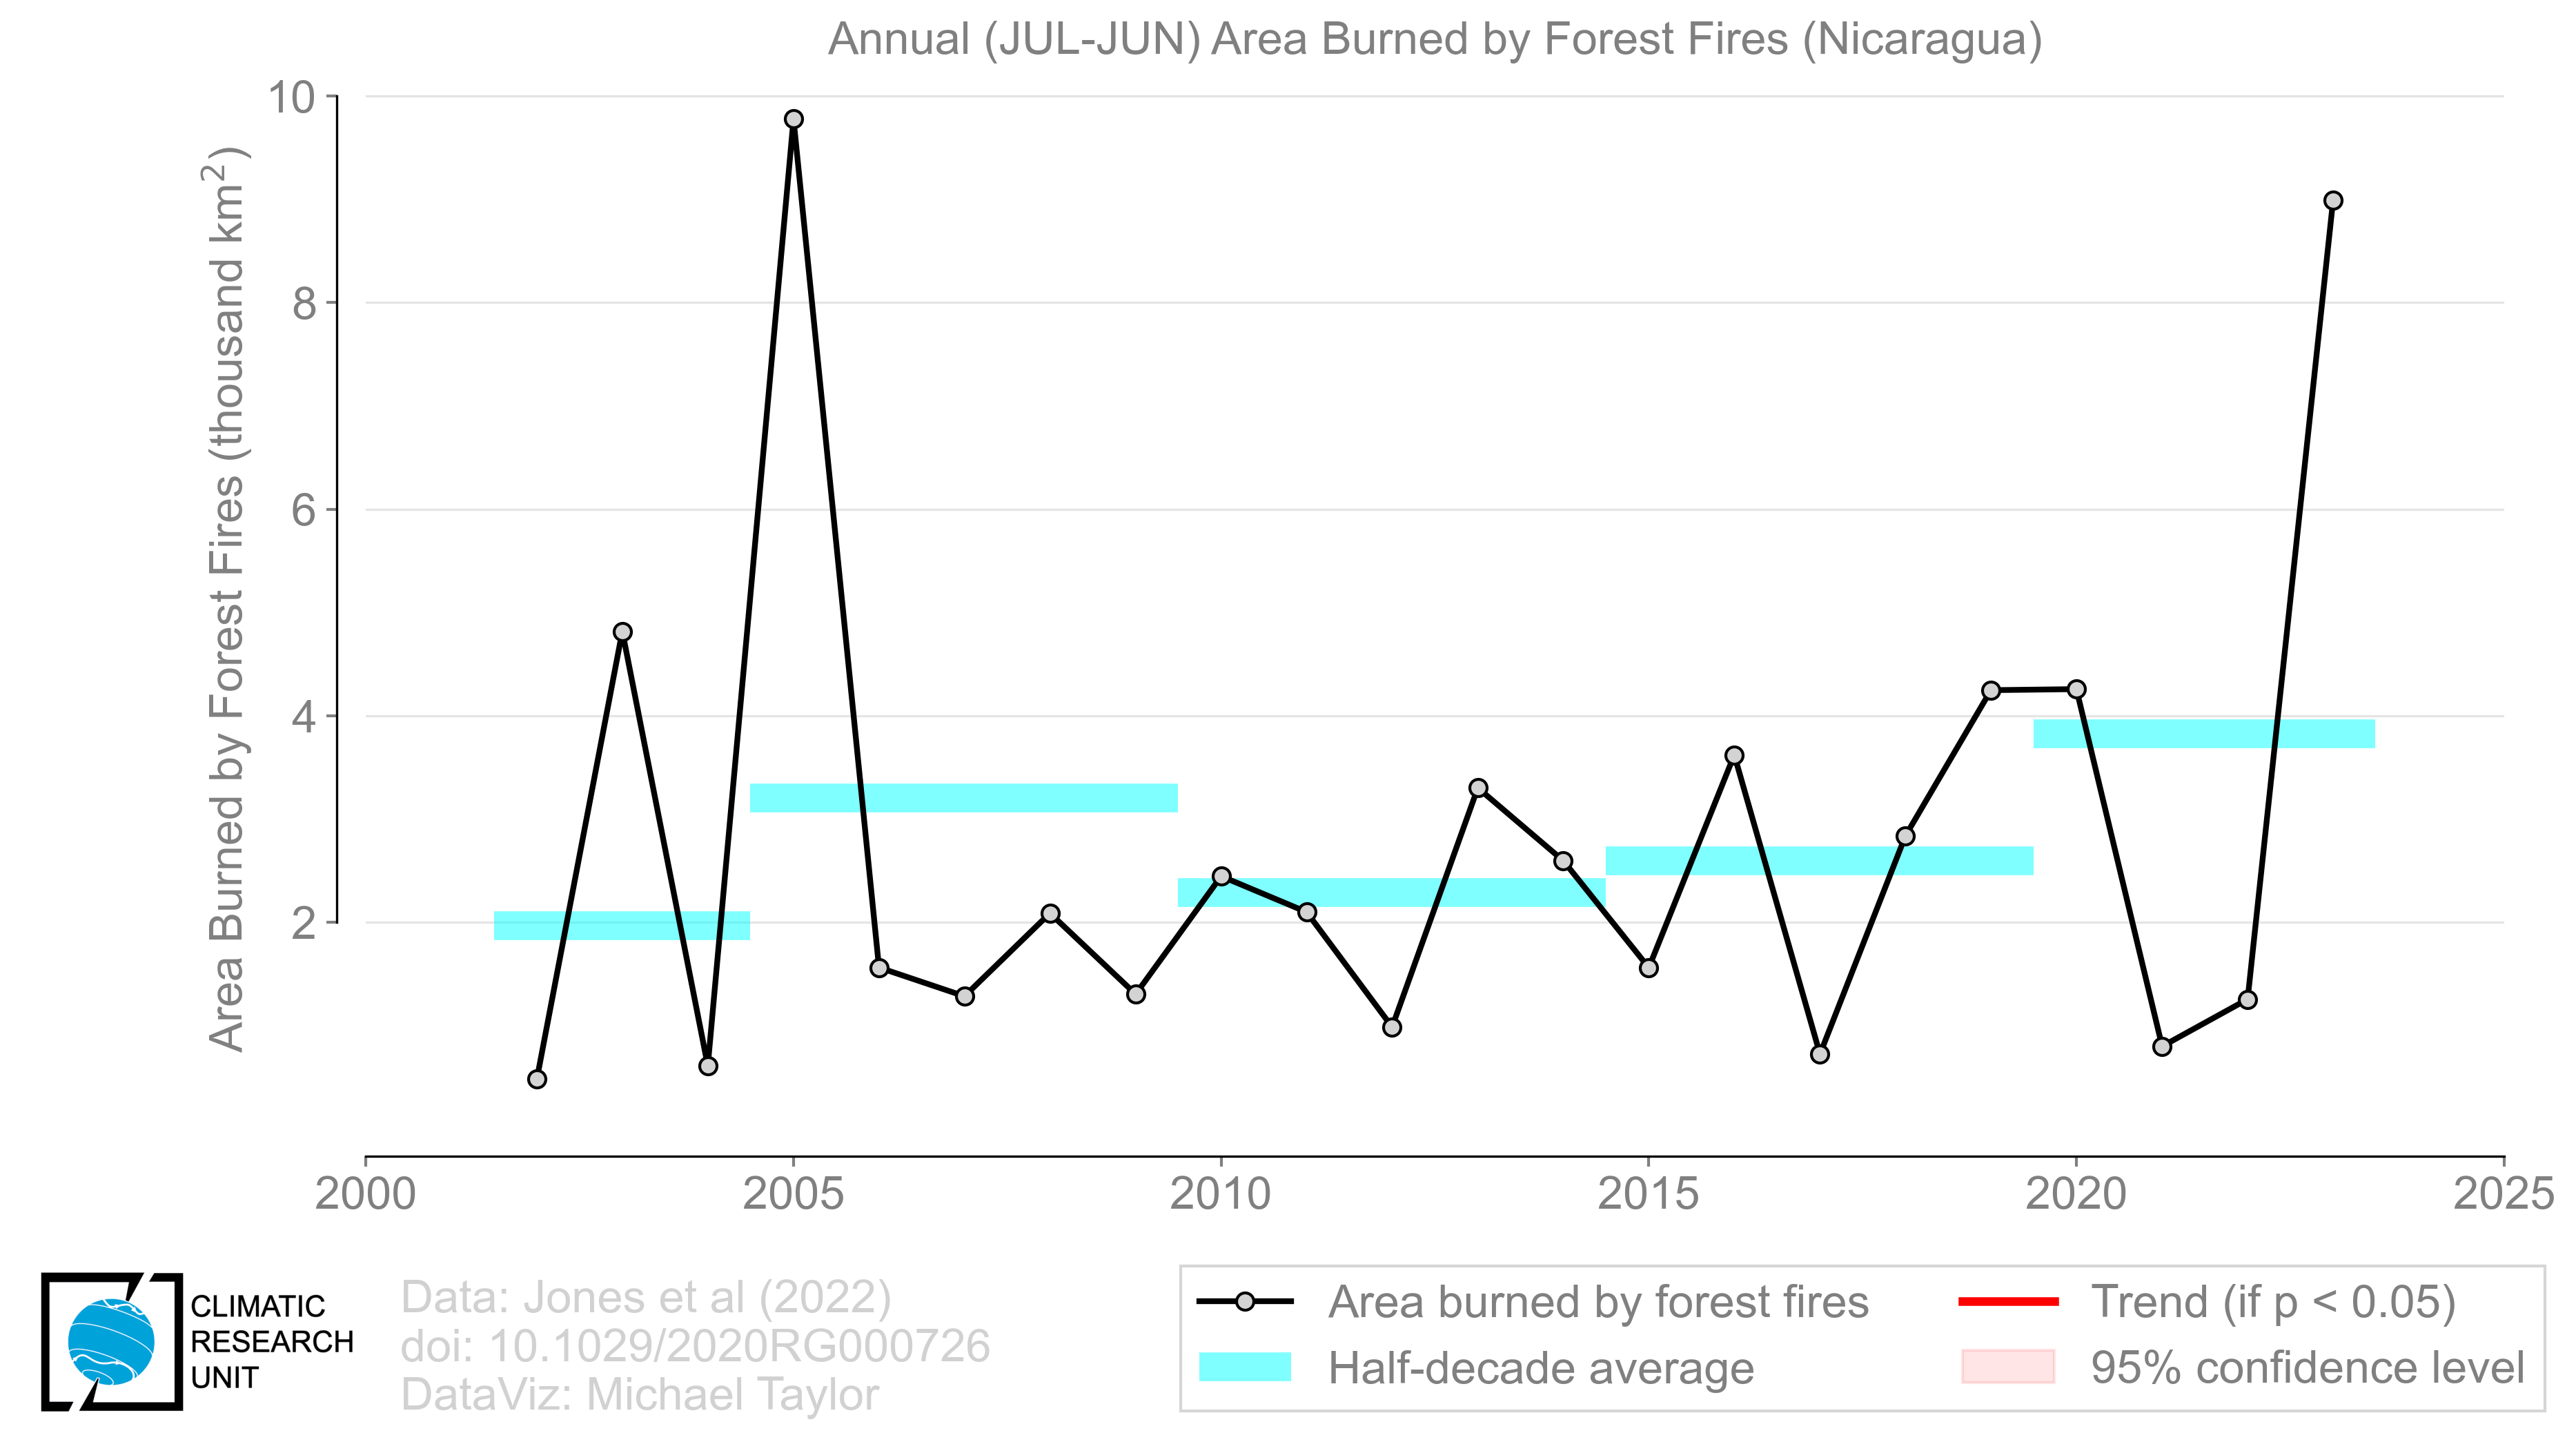 Annual (JUL-JUN) Area Burned by Forest Fires (Nicaragua)
Area Burned by Forest Fires (thousand km²)
10
8
6
4
2
2000 2005 2010 2015 2020 2025
CLIMATIC
RESEARCH
UNIT
Data: Jones et al (2022)
doi: 10.1029/2020RG000726
DataViz: Michael Taylor
Area burned by forest fires
Half-decade average
Trend (if p < 0.05)
95% confidence level